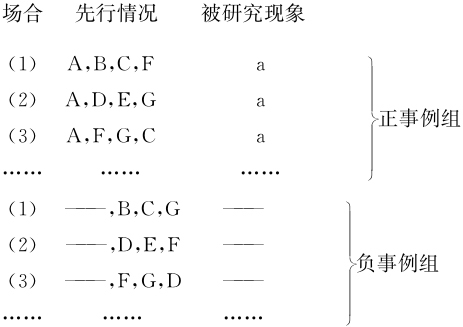 场合 先行情况 被研究现象
(1) A,B,C,F a
(2) A,D,E,G a
(3) A,F,G,C a
正事例组
…… …… ……
(1) ——,B,C,G ——
(2) ——,D,E,F ——
负事例组
(3) ——,F,G,D ——
…… …… ……